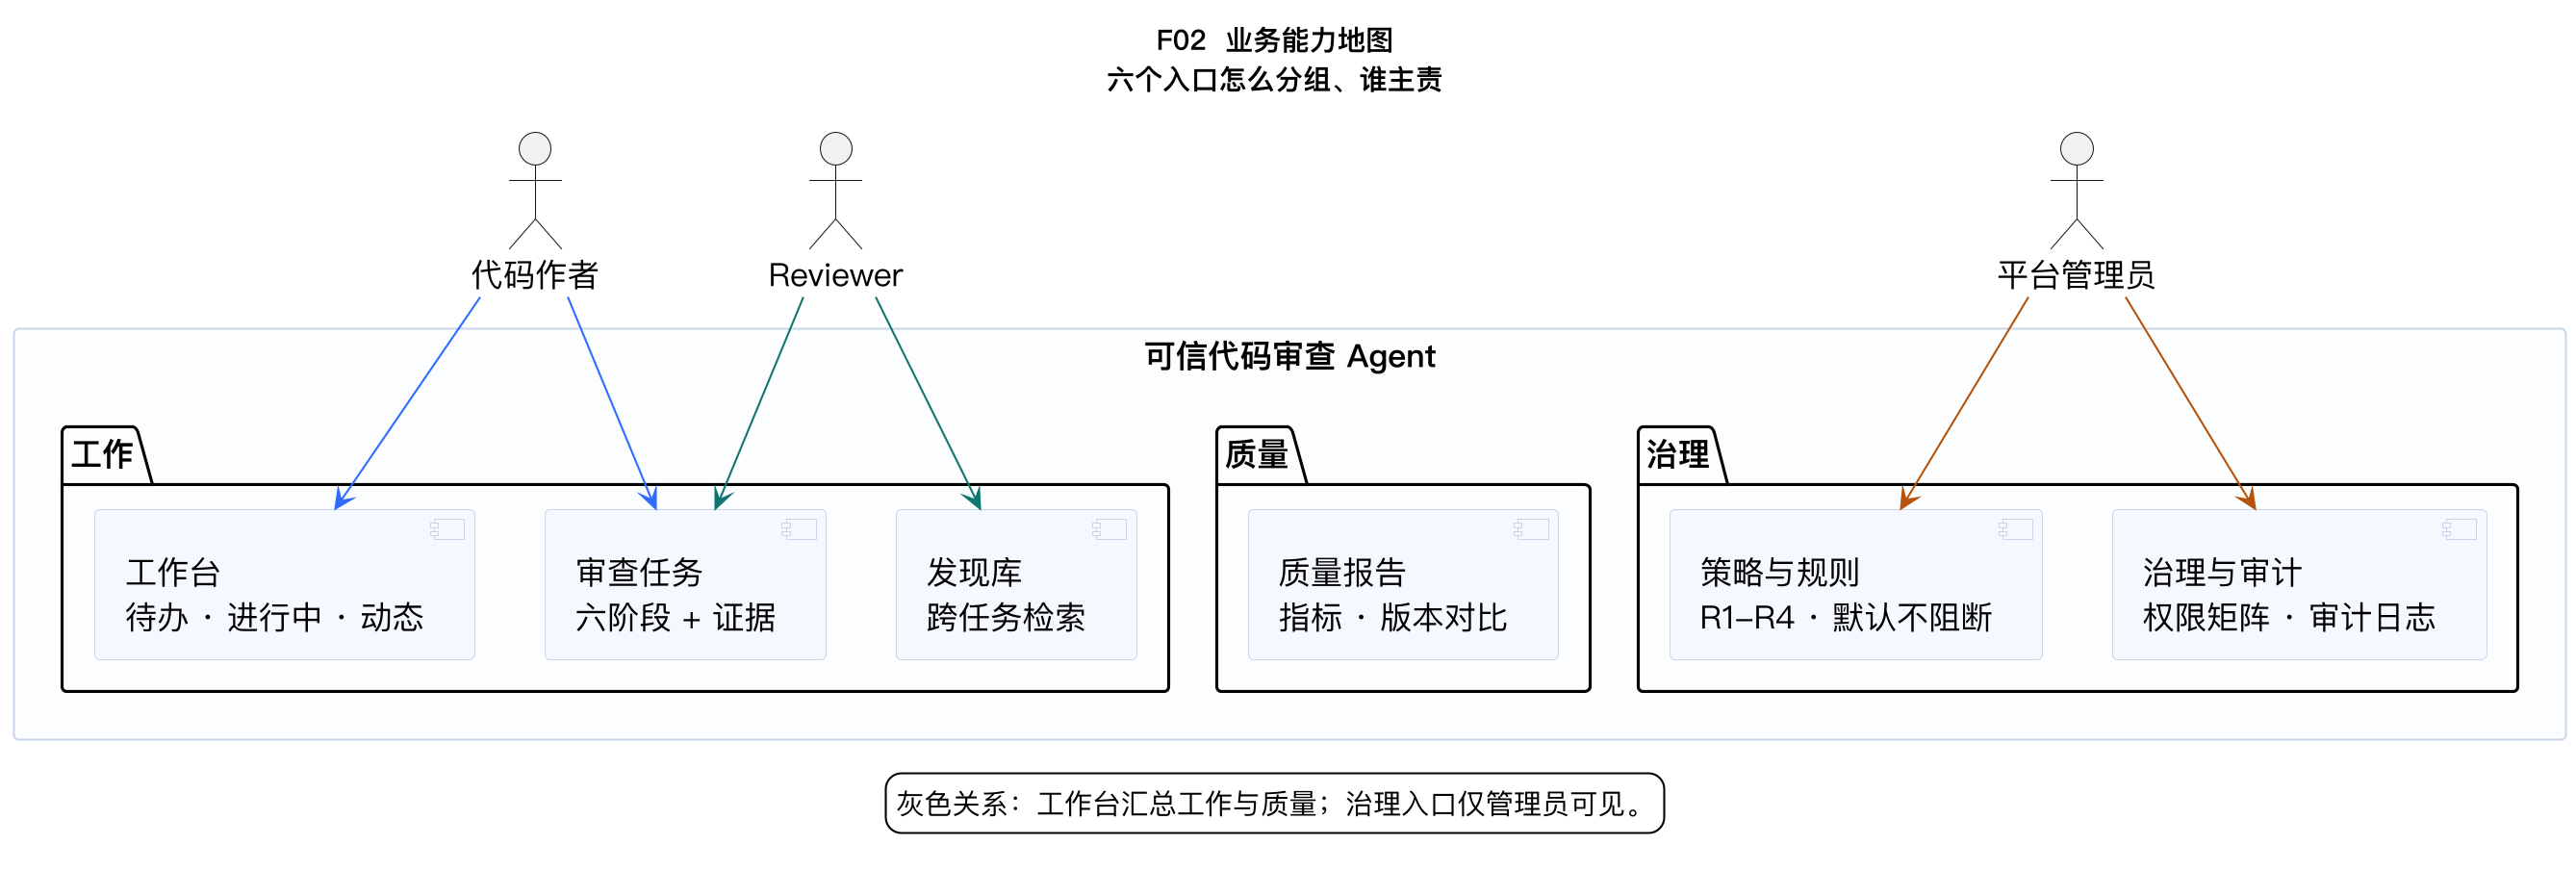 F02 业务能力地图
六个入口怎么分组、谁主责
代码作者
Reviewer
平台管理员
可信代码审查 Agent
工作
质量
治理
工作台
待办 · 进行中 · 动态
审查任务
六阶段 + 证据
发现库
跨任务检索
质量报告
指标 · 版本对比
策略与规则
R1–R4 · 默认不阻断
治理与审计
权限矩阵 · 审计日志
灰色关系：工作台汇总工作与质量；治理入口仅管理员可见。